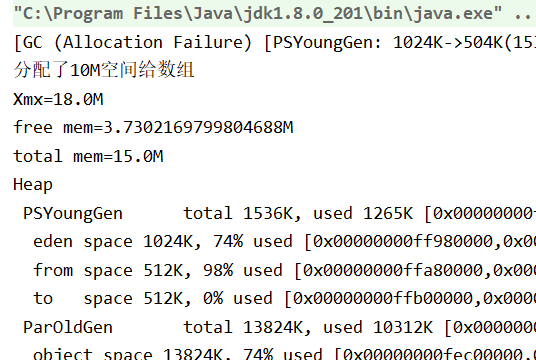 "C:\Program Files\Java\jdk1.8.0_201\bin\java.exe" ..
[GC (Allocation Failure) [PSYoungGen: 1024K->504K(15
分配了10M空间给数组
Xmx=18.0M
free mem=3.7302169799804688M
total mem=15.0M
Heap
PSYoungGen total 1536K, used 1265K [0x00000000
eden space 1024K, 74% used [0x00000000ff980000,0x00
from space 512K, 98% used [0x00000000ffa80000,0x000
to space 512K, 0% used [0x00000000ffb00000,0x0000
ParOldGen total 13824K, used 10312K [0x0000000
object space 13824K, 74% used [0x00000000fec00000,0x0